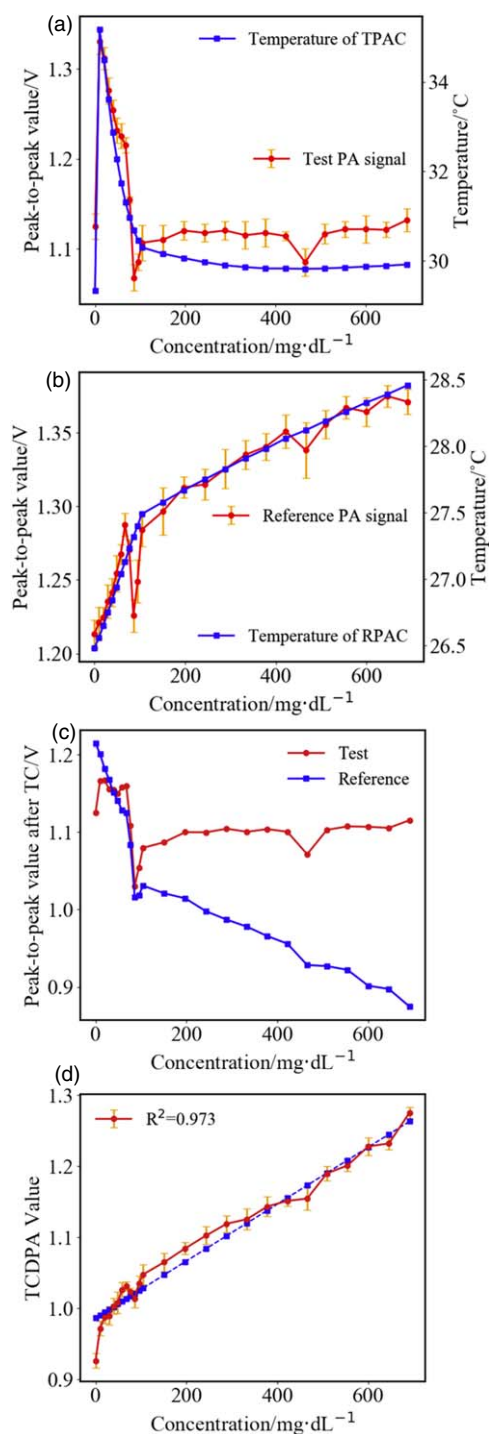 (a)
Temperature of TPAC
Test PA signal
Peak-to-peak value/V
Temperature/°C
1.3
1.2
1.1
34
32
30
0 200 400 600
Concentration/mg·dL⁻¹
(b)
Reference PA signal
Temperature of RPAC
Peak-to-peak value/V
Temperature/°C
1.35
1.30
1.25
1.20
28.5
28.0
27.5
27.0
26.5
0 200 400 600
Concentration/mg·dL⁻¹
(c)
Test
Reference
Peak-to-peak value after TC/V
1.2
1.1
1.0
0.9
0 200 400 600
Concentration/mg·dL⁻¹
(d)
R²=0.973
TCDPA Value
1.3
1.2
1.1
1.0
0.9
0 200 400 600
Concentration/mg·dL⁻¹